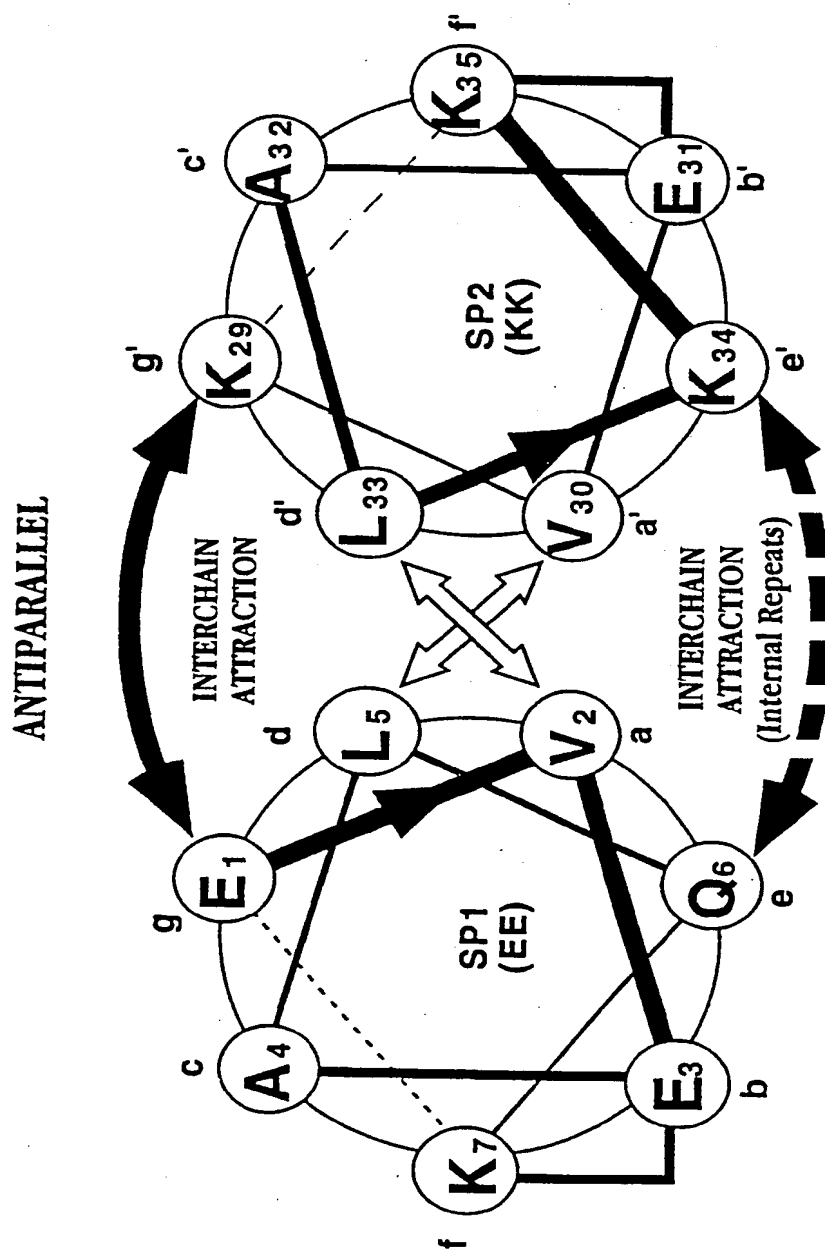 ANTIPARALLEL
INTERCHAIN
ATTRACTION
g
E1
c
A4
f
K7
b
E3
e
Q6
a
V2
d
L5
SP1
(EE)
g'
K29
c'
A32
f'
K35
b'
E31
e'
K34
a'
V30
d'
L33
SP2
(KK)
INTERCHAIN
ATTRACTION
(Internal Repeats)